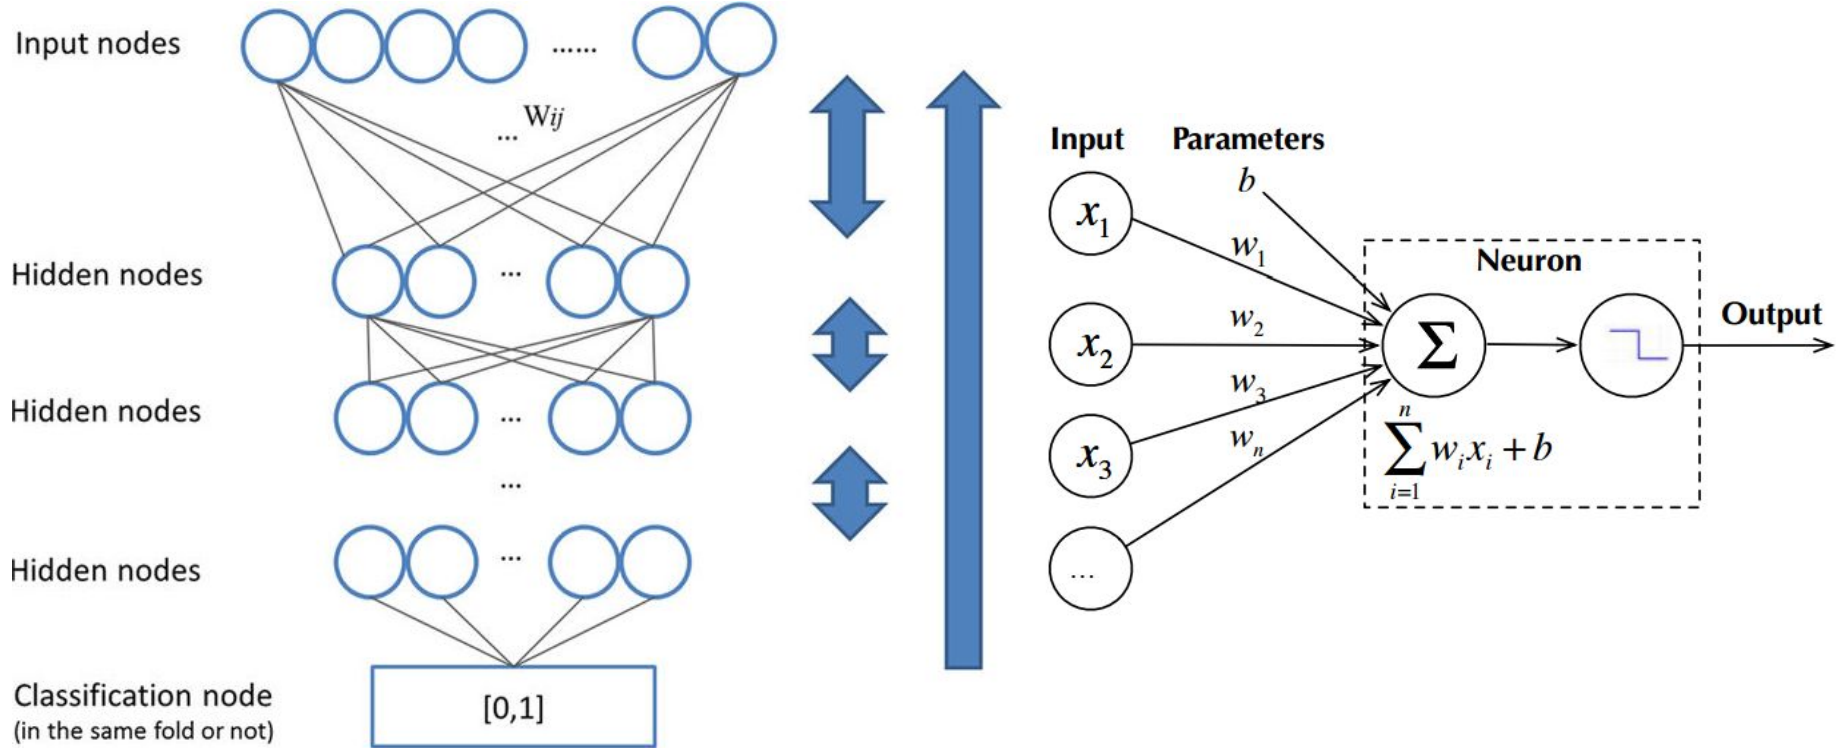 Input nodes
......
... Wij
Hidden nodes
...
Hidden nodes
...
...
Hidden nodes
...
Classification node
(in the same fold or not)
[0,1]
Input
Parameters
b
x1
w1
x2
w2
x3
w3
wn
...
Neuron
Σ
n
∑ wixi + b
i=1
Output